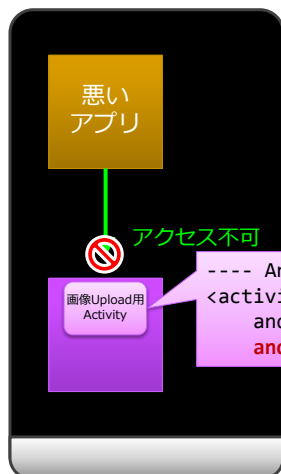 悪い
アプリ
アクセス不可
---- An
<activi
and
and
画像Upload用
Activity